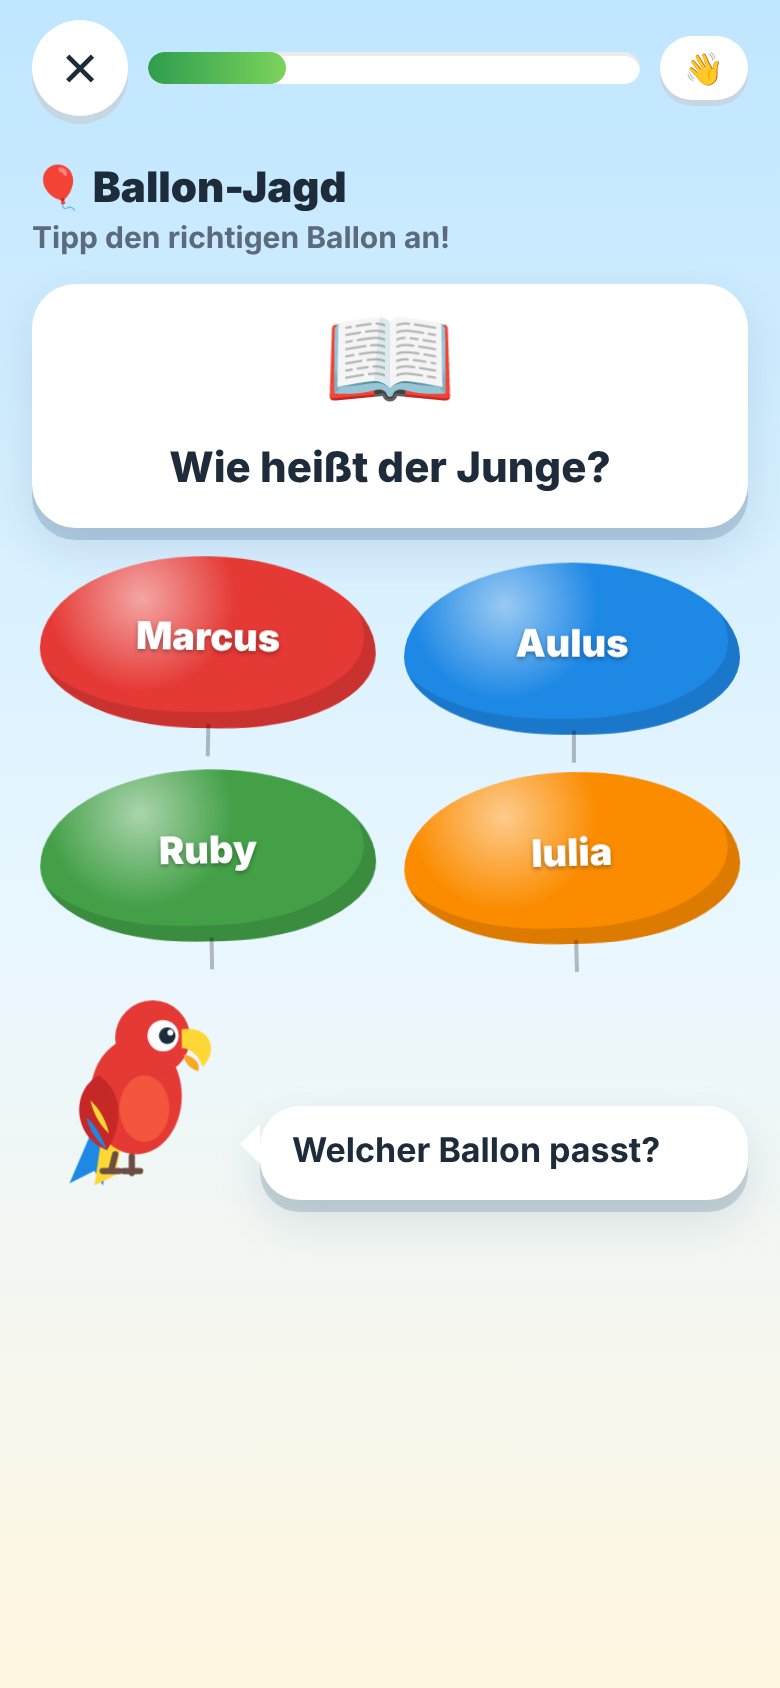 Ballon-Jagd
Tipp den richtigen Ballon an!
Wie heißt der Junge?
Marcus
Aulus
Ruby
Iulia
Welcher Ballon passt?